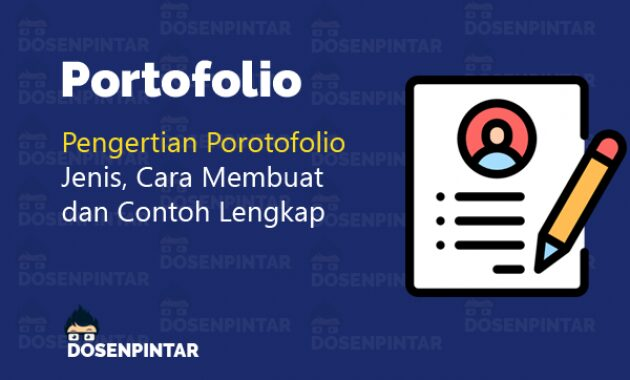 Portofolio
Pengertian Porotofolio
Jenis, Cara Membuat
dan Contoh Lengkap
DOSENPINTAR